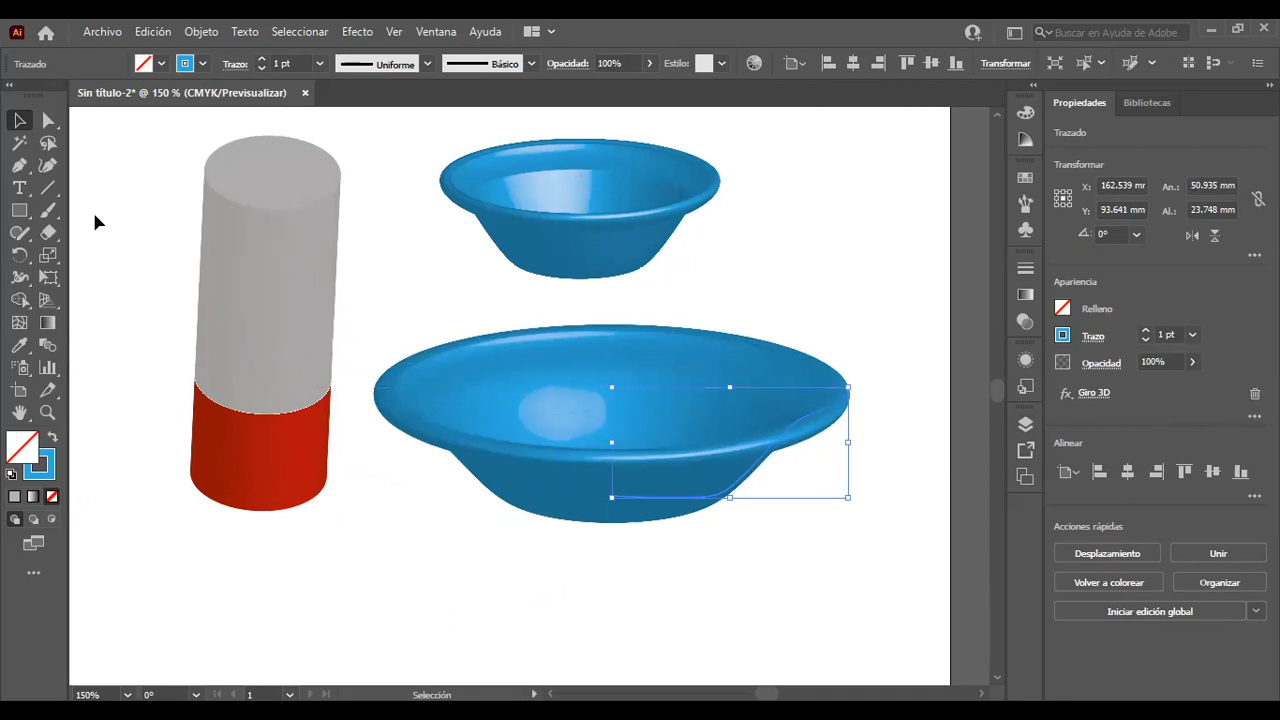 Ai Archivo Edición Objeto Texto Seleccionar Efecto Ver Ventana Ayuda Buscar en Ayuda de Adobe
Trazado Trazo: 1 pt Uniforme Básico Opacidad: 100% Estilo: Transformar
Sin título-2* @ 150 % (CMYK/Previsualizar) ×
Propiedades Bibliotecas
Trazado
Transformar
X: 162.539 mm An.: 50.935 mm
Y: 93.641 mm Al.: 23.748 mm
0°
Apariencia
Relleno
Trazo 1 pt
Opacidad 100%
fx. Giro 3D
Alinear
Acciones rápidas
Desplazamiento Unir
Volver a colorear Organizar
Iniciar edición global
150% 0° 1 Selección